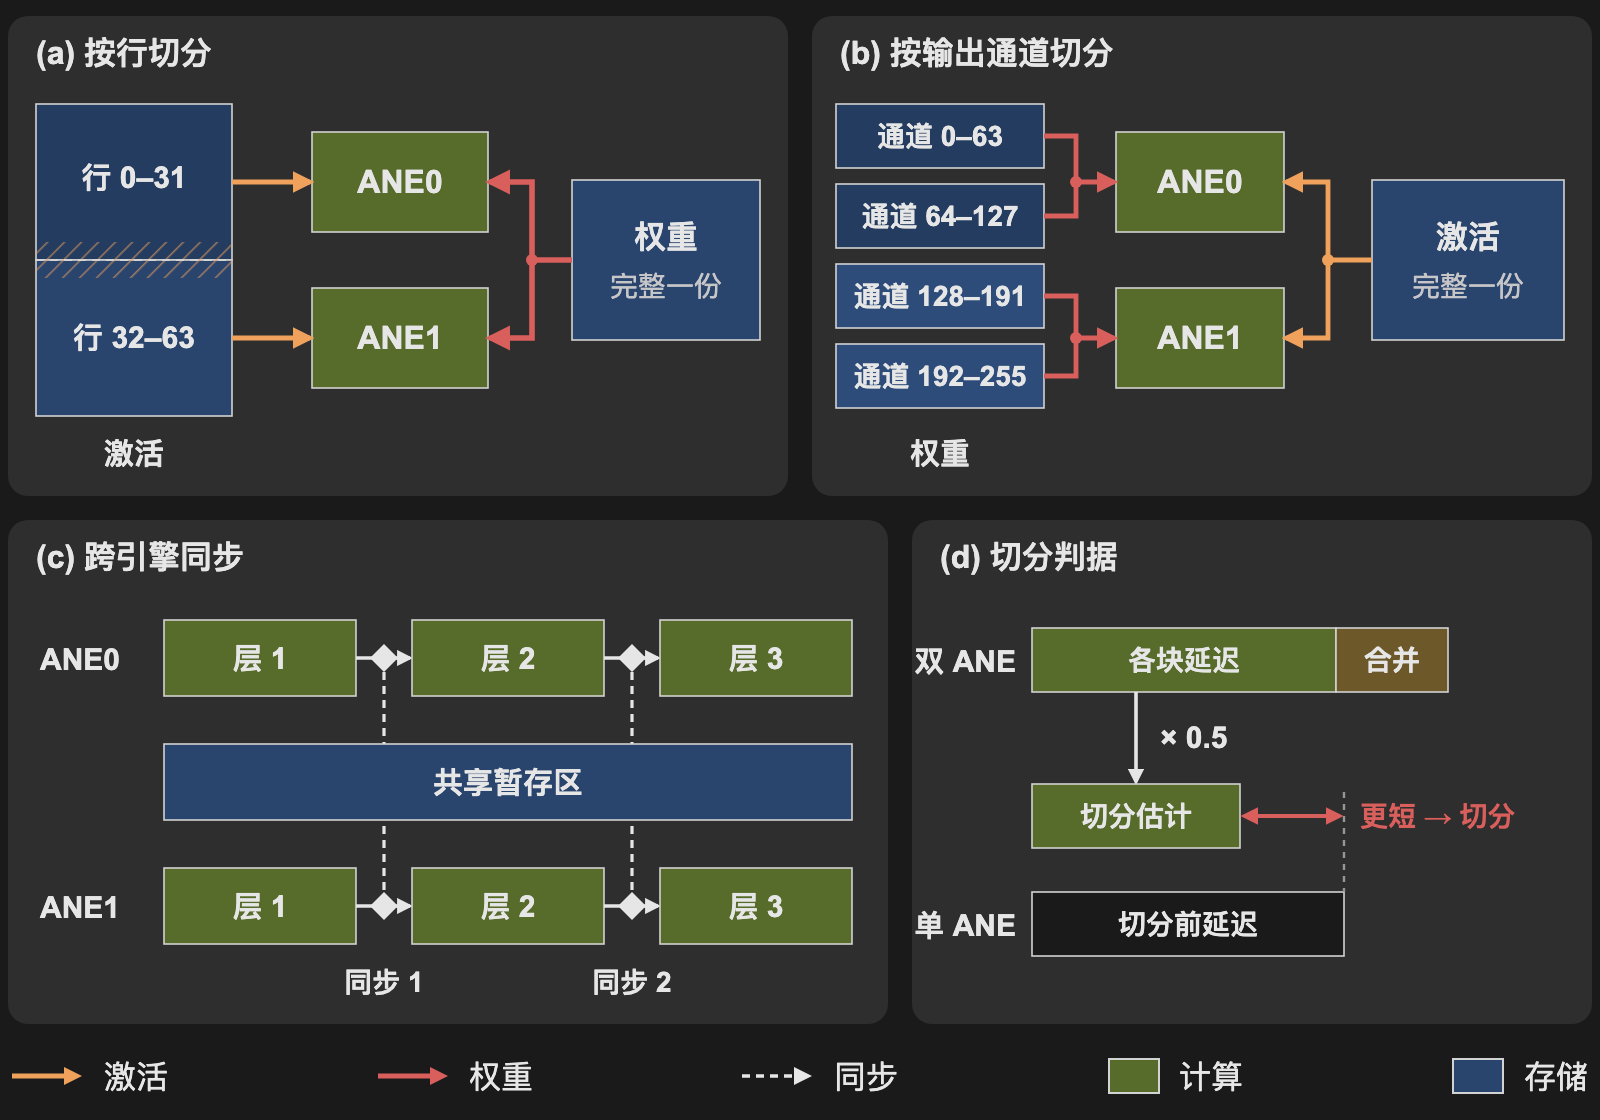 (a) 按行切分
行 0–31
行 32–63
激活
ANE0
ANE1
权重
完整一份
(b) 按输出通道切分
通道 0–63
通道 64–127
通道 128–191
通道 192–255
权重
ANE0
ANE1
激活
完整一份
(c) 跨引擎同步
ANE0
层 1
层 2
层 3
共享暂存区
ANE1
层 1
层 2
层 3
同步 1
同步 2
(d) 切分判据
双 ANE
各块延迟
合并
× 0.5
切分估计
更短 → 切分
单 ANE
切分前延迟
激活
权重
同步
计算
存储